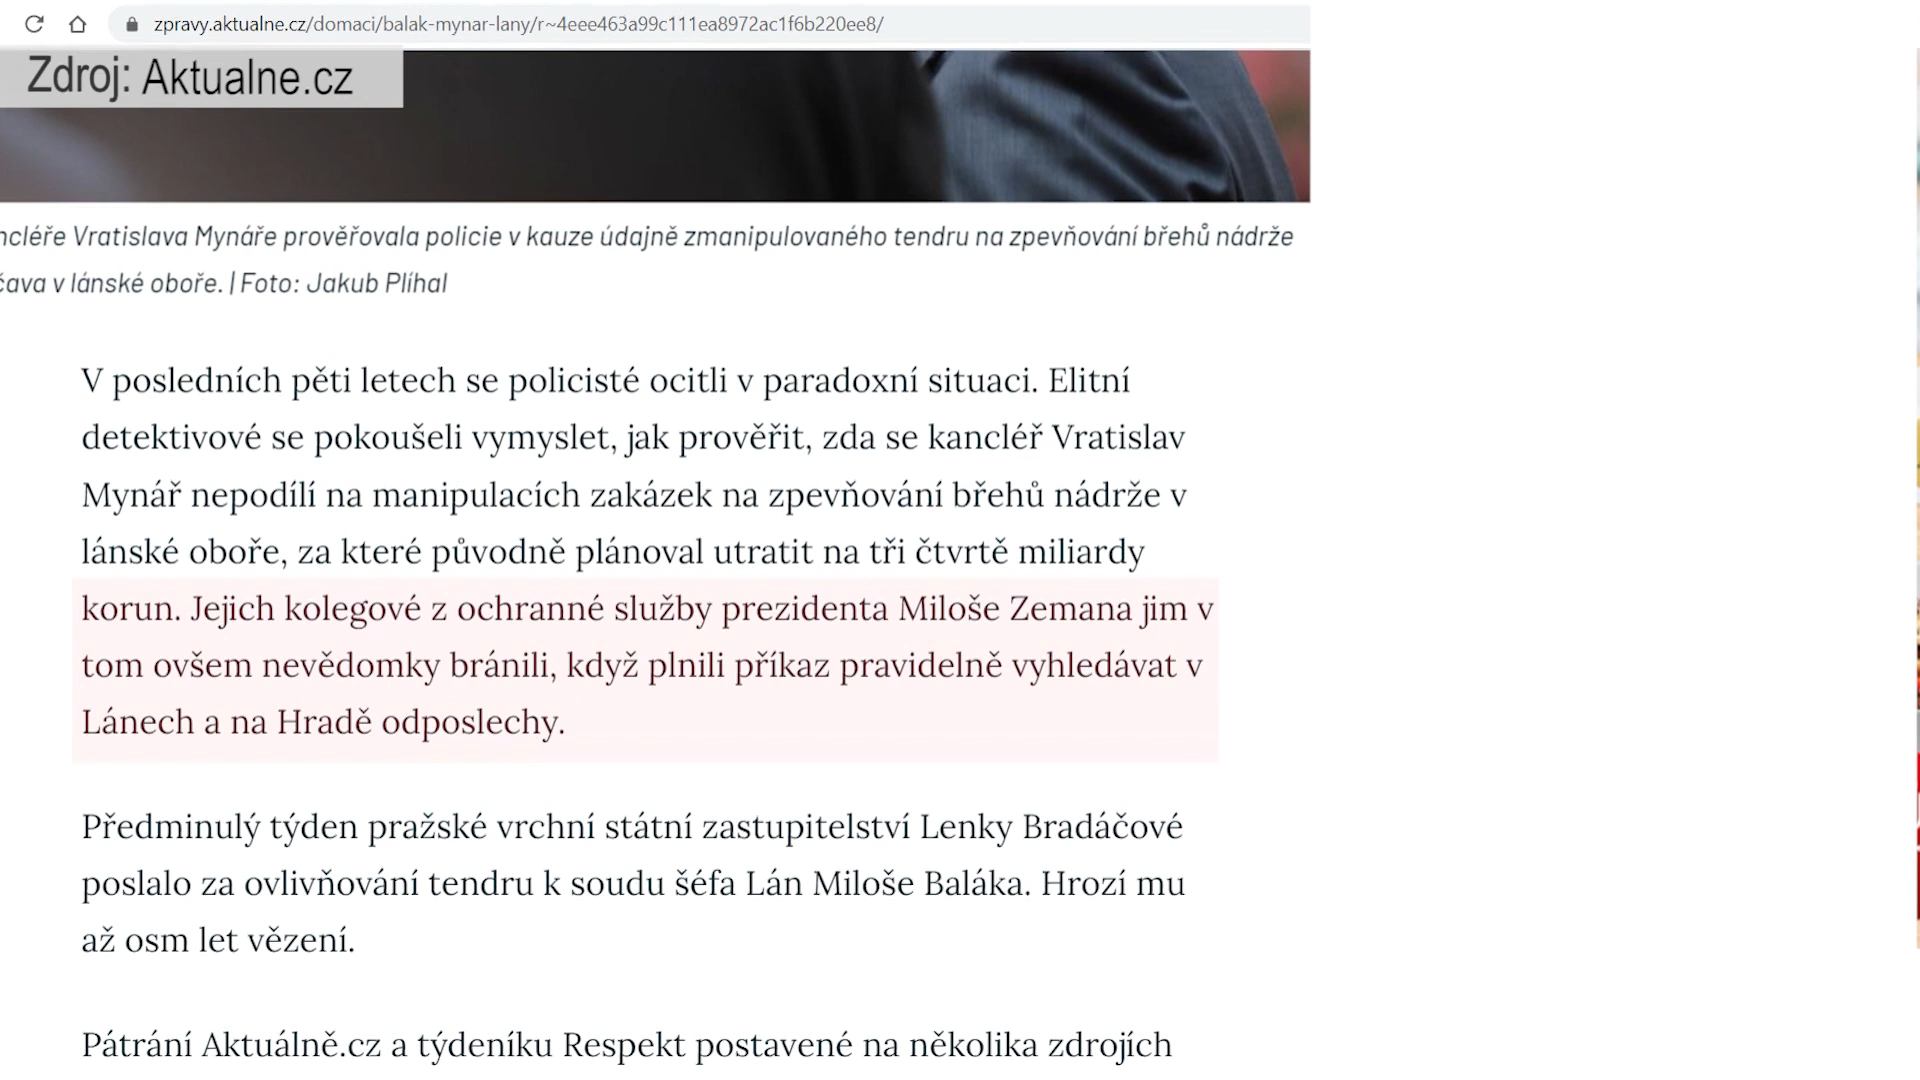 zpravy.aktualne.cz/domaci/balak-mynar-lany/r~4eee463a99c111ea8972ac1f6b220ee8/
Zdroj: Aktualne.cz
ncléře Vratislava Mynáře prověřovala policie v kauze údajně zmanipulovaného tendru na zpevňování břehů nádrže
čava v lánské oboře. | Foto: Jakub Plíhal
V posledních pěti letech se policisté ocitli v paradoxní situaci. Elitní
detektivové se pokoušeli vymyslet, jak prověřit, zda se kancléř Vratislav
Mynář nepodílí na manipulacích zakázek na zpevňování břehů nádrže v
lánské oboře, za které původně plánoval utratit na tři čtvrtě miliardy
korun. Jejich kolegové z ochranné služby prezidenta Miloše Zemana jim v
tom ovšem nevědomky bránili, když plnili příkaz pravidelně vyhledávat v
Lánech a na Hradě odposlechy.
Předminulý týden pražské vrchní státní zastupitelství Lenky Bradáčové
poslalo za ovlivňování tendru k soudu šéfa Lán Miloše Baláka. Hrozí mu
až osm let vězení.
Pátrání Aktuálně.cz a týdeníku Respekt postavené na několika zdrojích